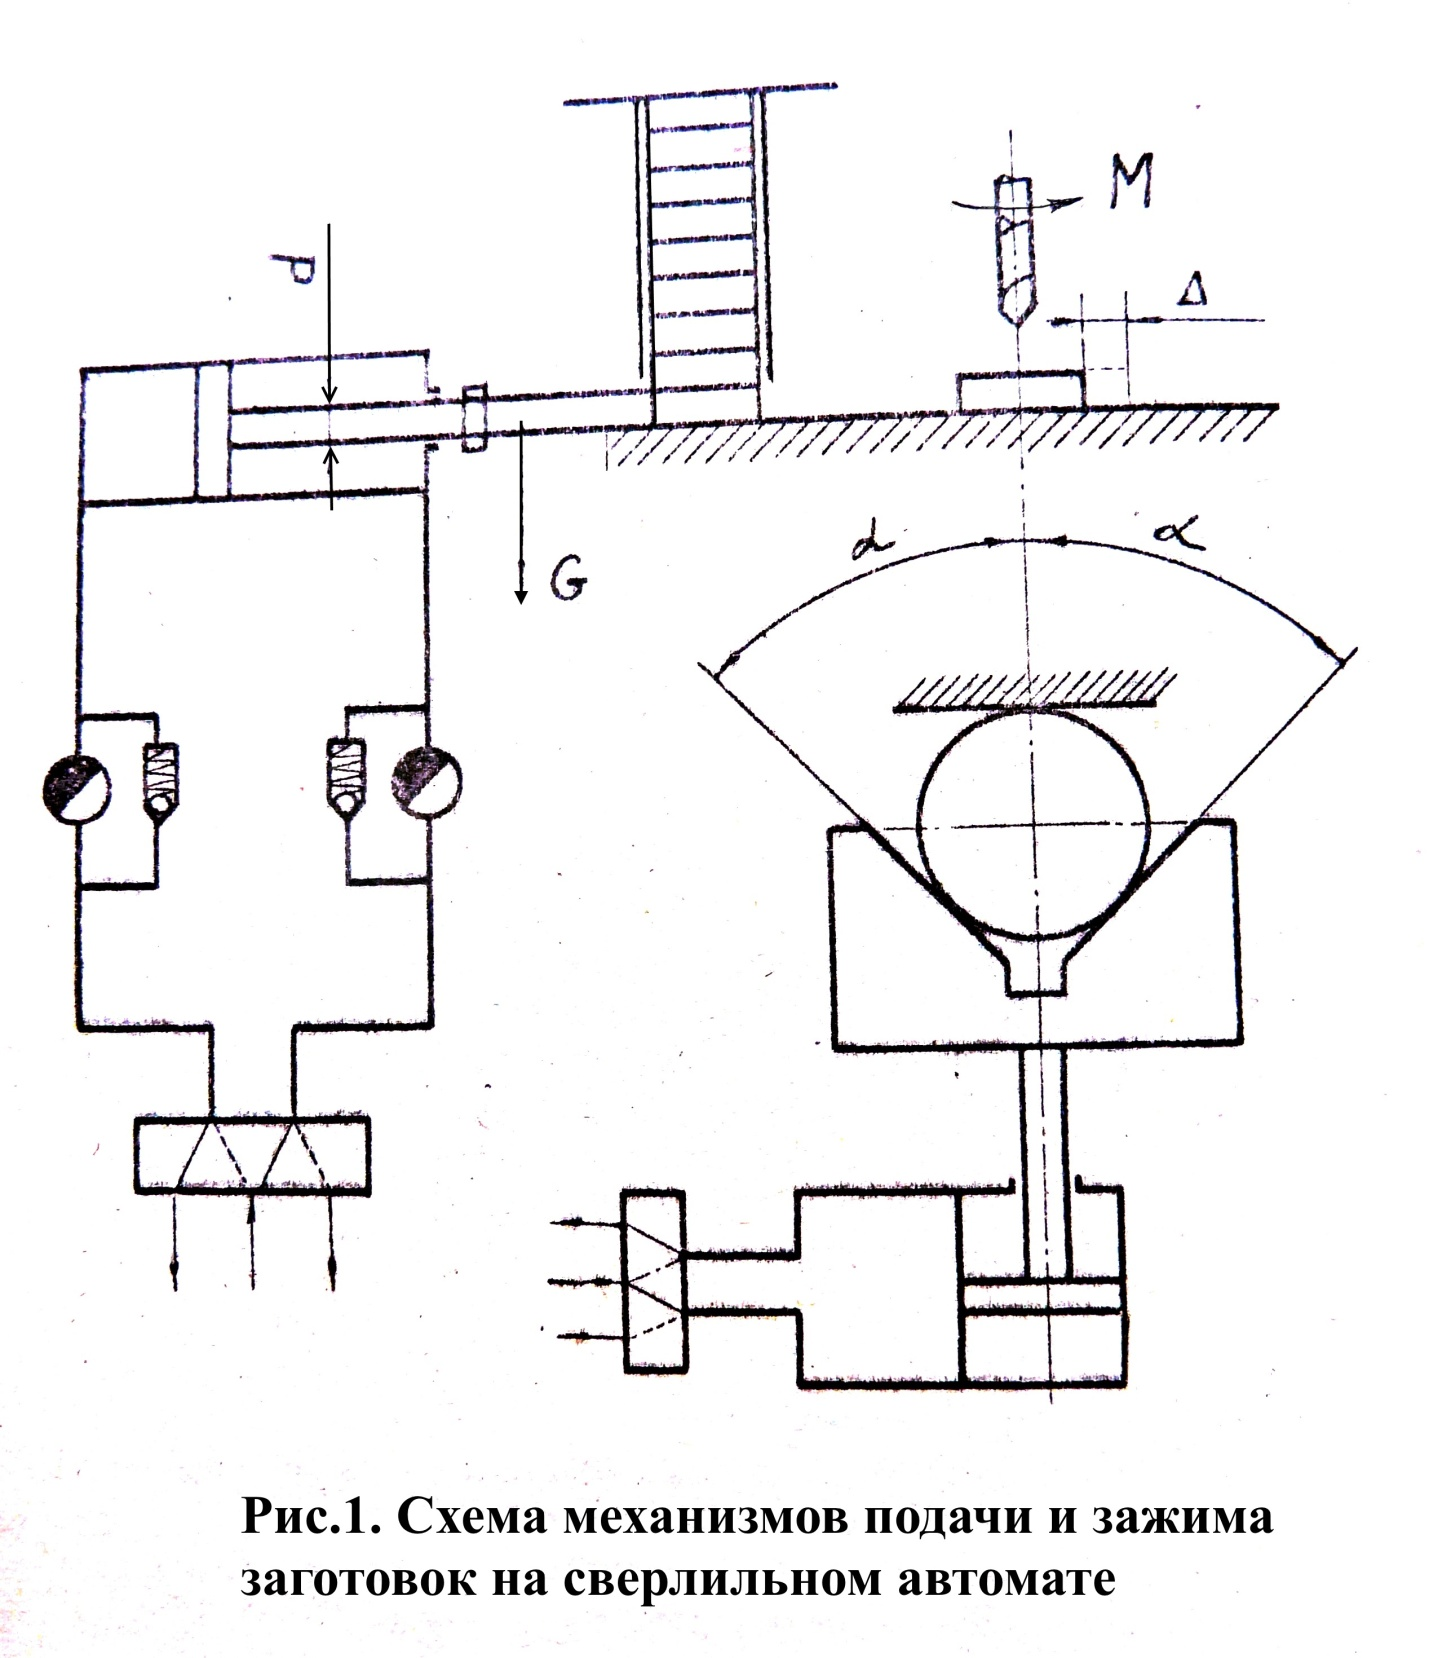 M
P
Δ
G
α
α
Рис.1. Схема механизмов подачи и зажима
заготовок на сверлильном автомате